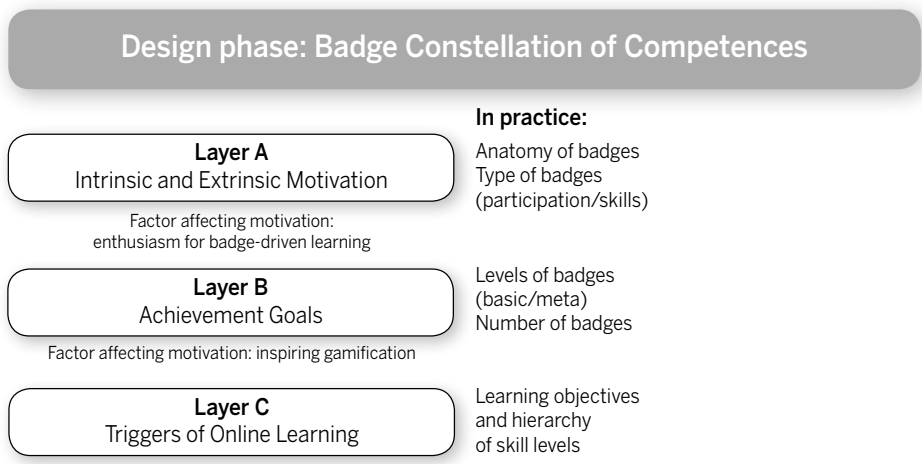 Design phase: Badge Constellation of Competences
In practice:
Layer A
Intrinsic and Extrinsic Motivation
Anatomy of badges
Type of badges
(participation/skills)
Factor affecting motivation:
enthusiasm for badge-driven learning
Layer B
Achievement Goals
Levels of badges
(basic/meta)
Number of badges
Factor affecting motivation: inspiring gamification
Layer C
Triggers of Online Learning
Learning objectives
and hierarchy
of skill levels